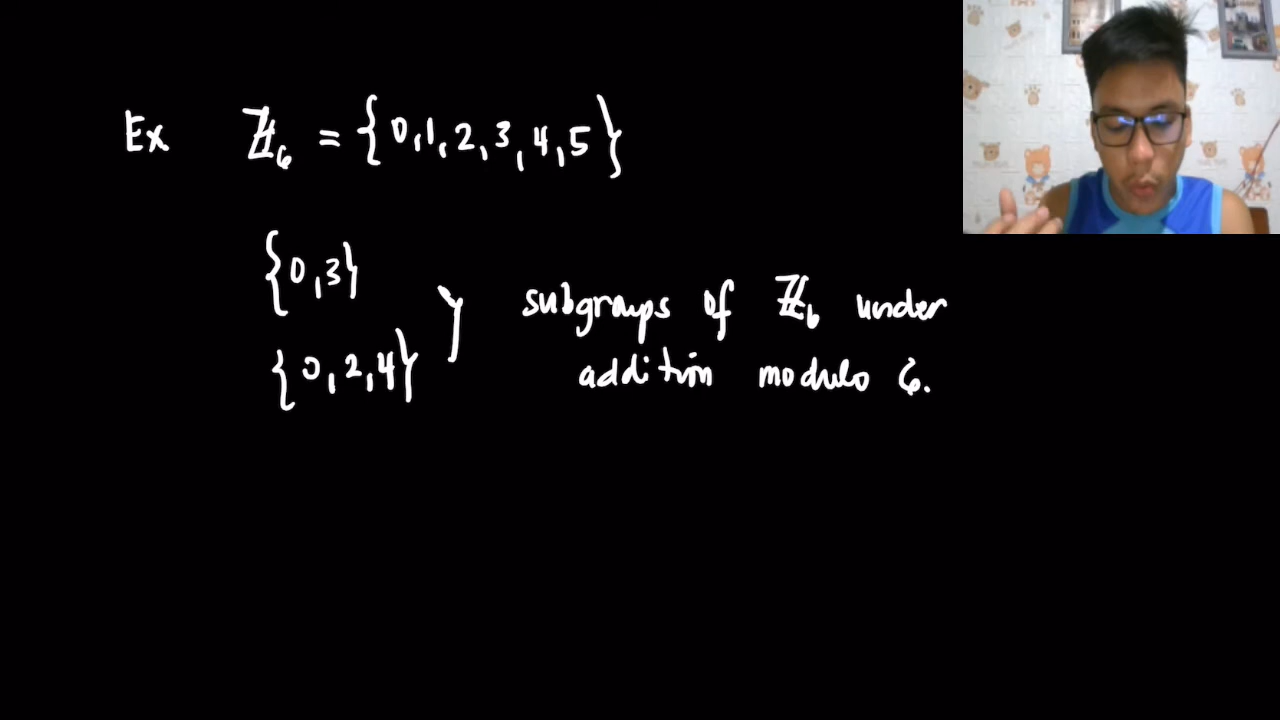 Ex ℤ₆ = {0,1,2,3,4,5}
{0,3}
{0,2,4} } subgroups of ℤ₆ under
addition modulo 6.